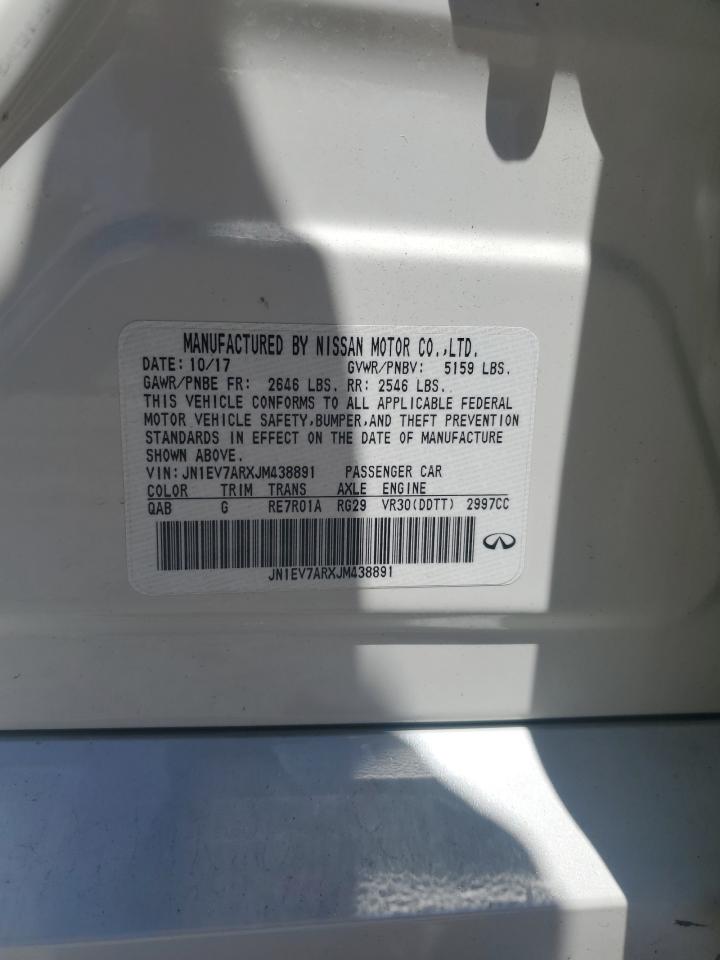 MANUFACTURED BY NISSAN MOTOR CO.,LTD.
DATE: 10/17 GVWR/PNBV: 5159 LBS.
GAWR/PNBE FR: 2646 LBS. RR: 2546 LBS.
THIS VEHICLE CONFORMS TO ALL APPLICABLE FEDERAL
MOTOR VEHICLE SAFETY,BUMPER,AND THEFT PREVENTION
STANDARDS IN EFFECT ON THE DATE OF MANUFACTURE
SHOWN ABOVE.
VIN:JN1EV7ARXJM438891 PASSENGER CAR
COLOR TRIM TRANS AXLE ENGINE
QAB G RE7R01A RG29 VR30(DDTT) 2997CC
JN1EV7ARXJM438891